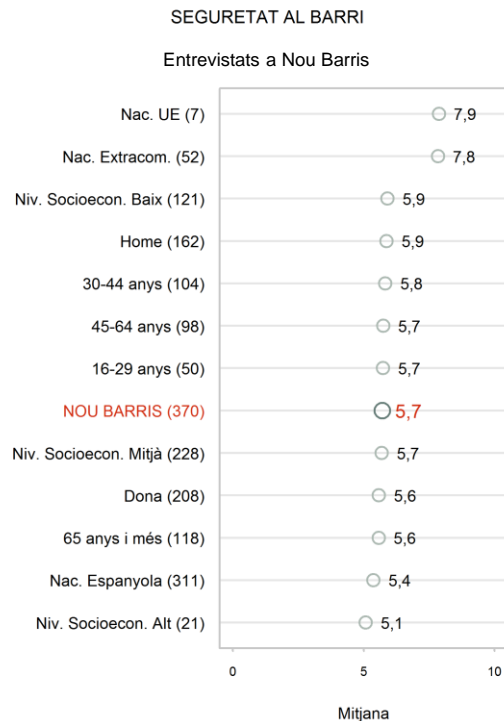 SEGURETAT AL BARRI
Entrevistats a Nou Barris
Nac. UE (7) 7,9
Nac. Extracom. (52) 7,8
Niv. Socioecon. Baix (121) 5,9
Home (162) 5,9
30-44 anys (104) 5,8
45-64 anys (98) 5,7
16-29 anys (50) 5,7
NOU BARRIS (370) 5,7
Niv. Socioecon. Mitjà (228) 5,7
Dona (208) 5,6
65 anys i més (118) 5,6
Nac. Espanyola (311) 5,4
Niv. Socioecon. Alt (21) 5,1
0 5 10
Mitjana